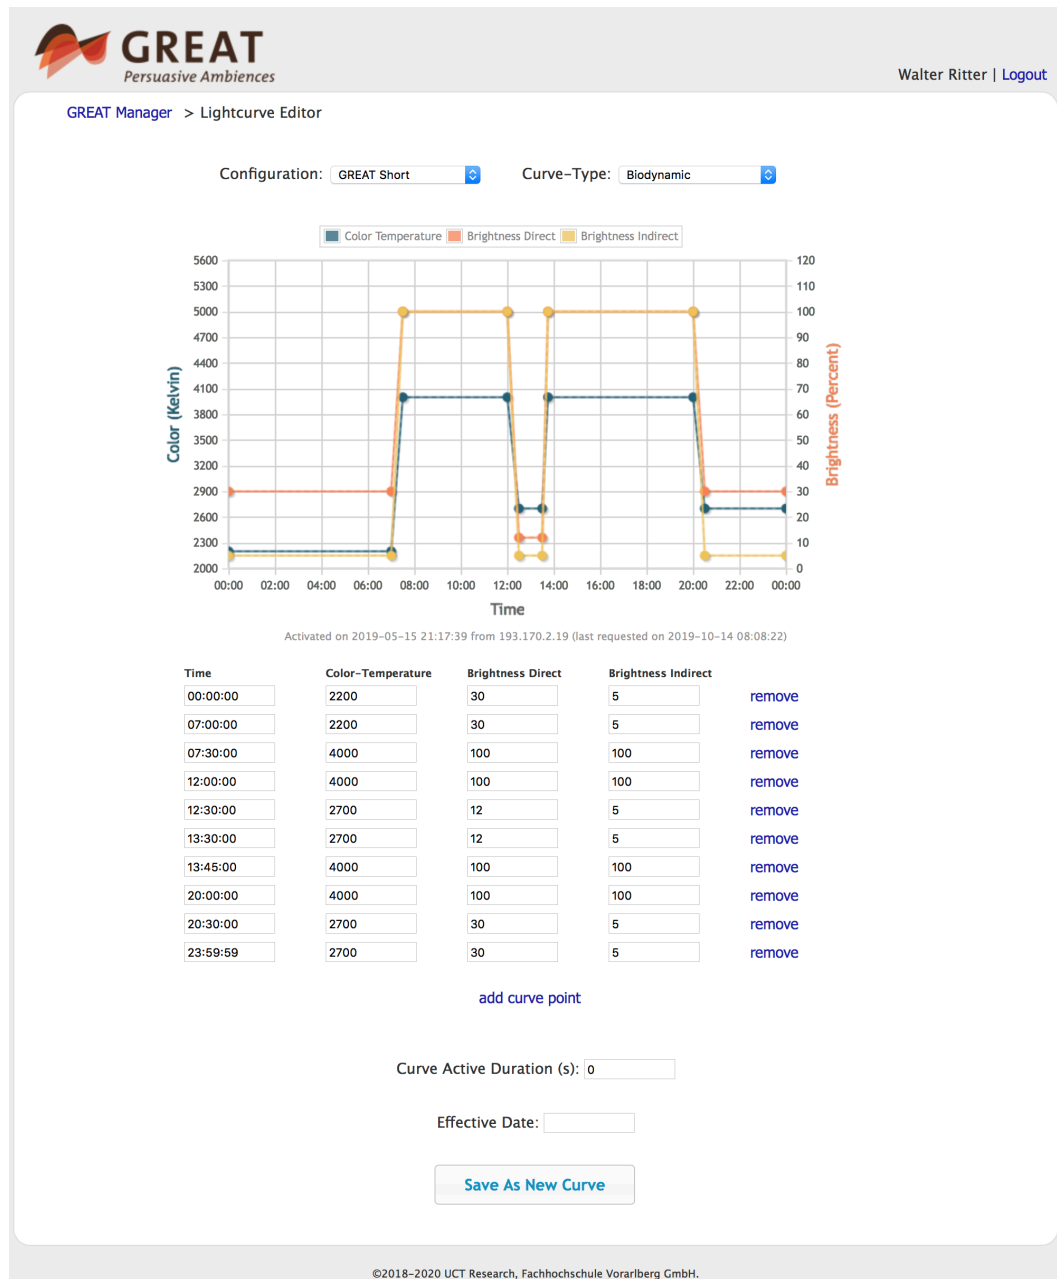 GREAT
Persuasive Ambiences
Walter Ritter | Logout
GREAT Manager > Lightcurve Editor
Configuration: GREAT Short Curve-Type: Biodynamic
Color Temperature Brightness Direct Brightness Indirect
5600 120
5300 110
5000 100
4700 90
4400 80
4100 70
3800 60
3500 50
3200 40
2900 30
2600 20
2300 10
2000 0
Color (Kelvin)
Brightness (Percent)
00:00 02:00 04:00 06:00 08:00 10:00 12:00 14:00 16:00 18:00 20:00 22:00 00:00
Time
Activated on 2019-05-15 21:17:39 from 193.170.2.19 (last requested on 2019-10-14 08:08:22)
Time Color-Temperature Brightness Direct Brightness Indirect
00:00:00 2200 30 5 remove
07:00:00 2200 30 5 remove
07:30:00 4000 100 100 remove
12:00:00 4000 100 100 remove
12:30:00 2700 12 5 remove
13:30:00 2700 12 5 remove
13:45:00 4000 100 100 remove
20:00:00 4000 100 100 remove
20:30:00 2700 30 5 remove
23:59:59 2700 30 5 remove
add curve point
Curve Active Duration (s): 0
Effective Date:
Save As New Curve
©2018-2020 UCT Research, Fachhochschule Vorarlberg GmbH.